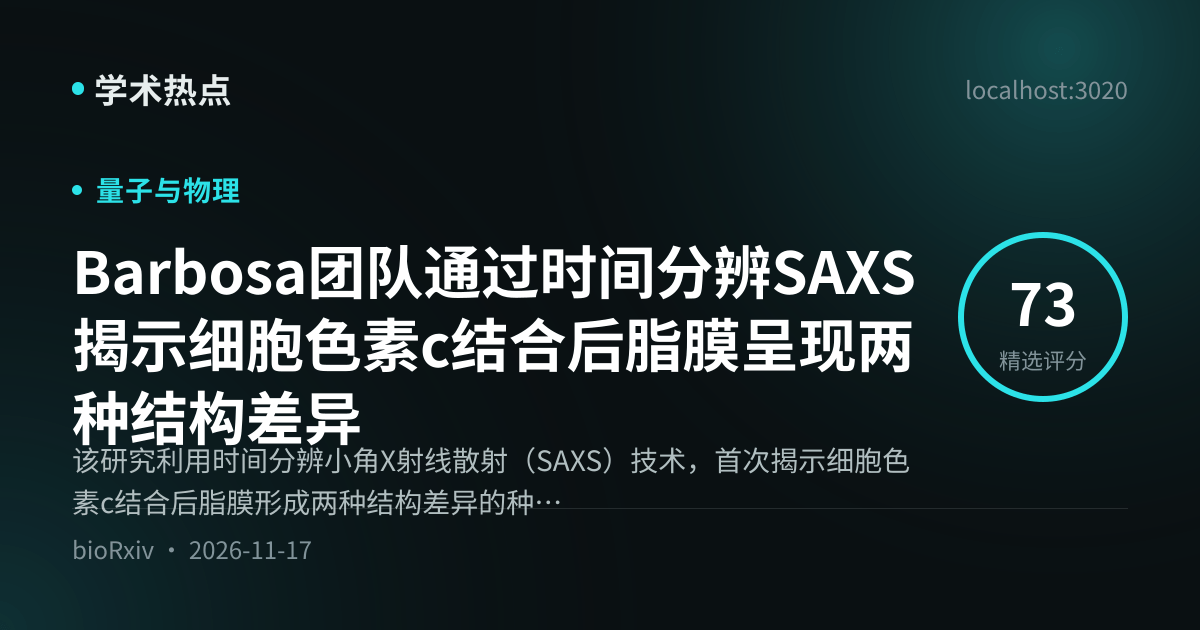 学术热点
localhost:3020
量子与物理
Barbosa团队通过时间分辨SAXS
揭示细胞色素c结合后脂膜呈现两
种结构差异
73
精选评分
该研究利用时间分辨小角X射线散射（SAXS）技术，首次揭示细胞色
素c结合后脂膜形成两种结构差异的种…
bioRxiv · 2026-11-17